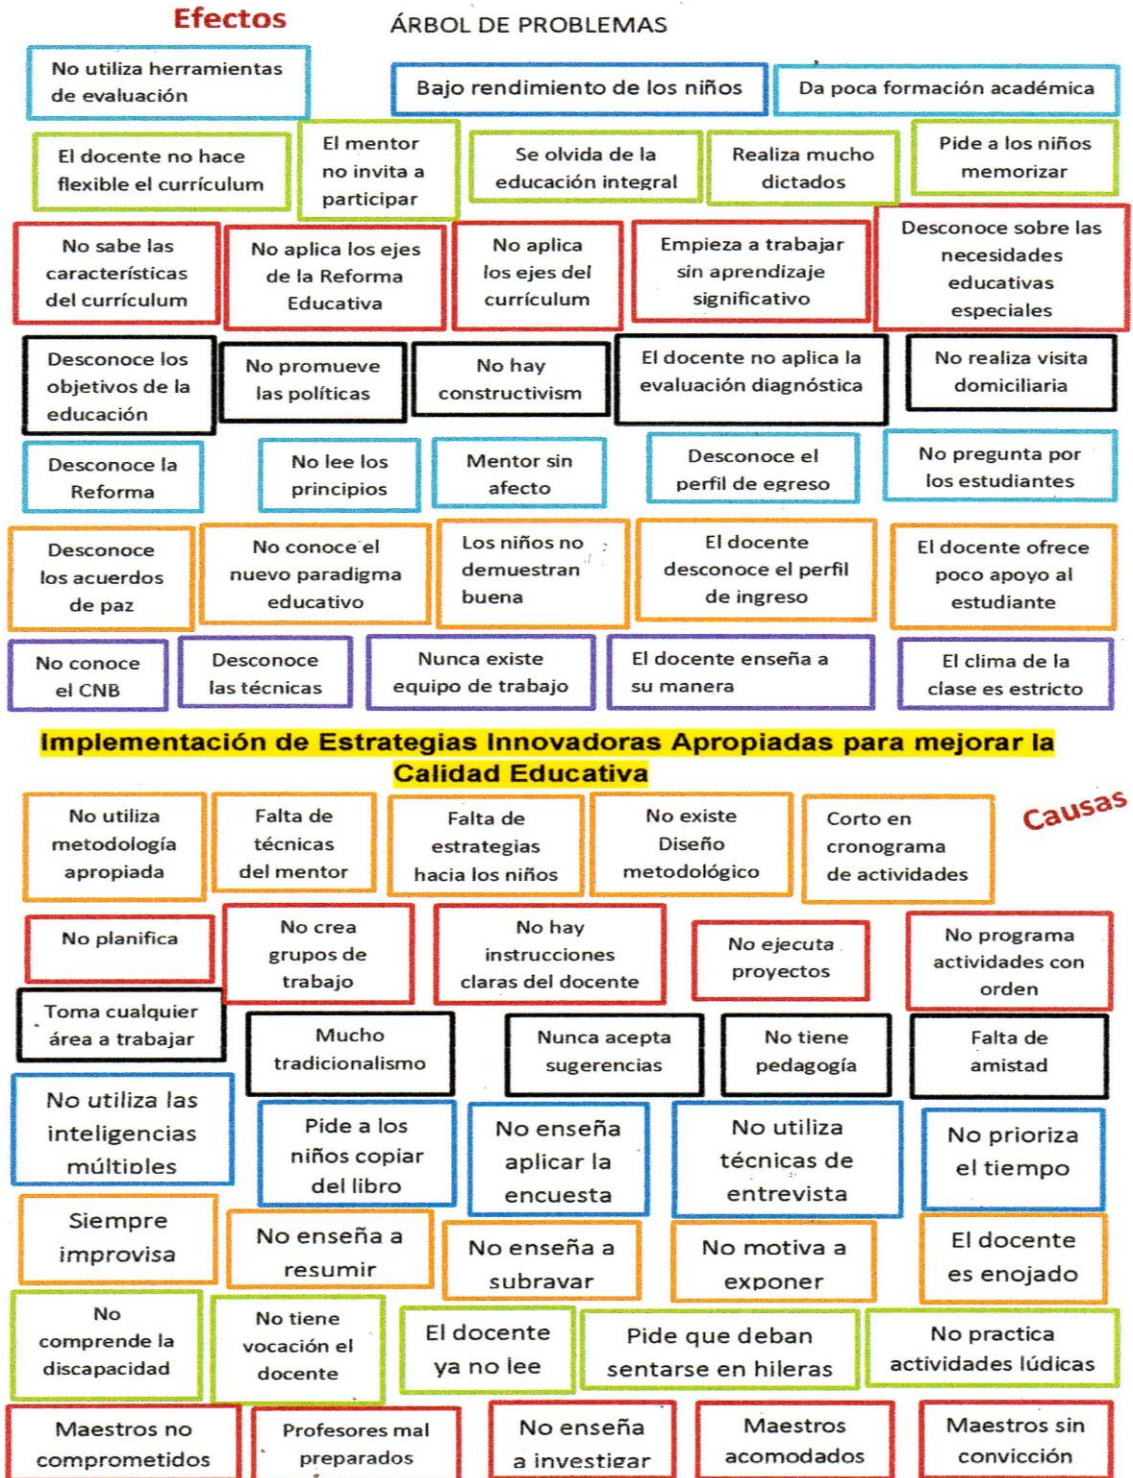 Efectos
ÁRBOL DE PROBLEMAS
No utiliza herramientas
de evaluación
Bajo rendimiento de los niños
Da poca formación académica
El docente no hace
flexible el currículum
El mentor
no invita a
participar
Se olvida de la
educación integral
Realiza mucho
dictados
Pide a los niños
memorizar
No sabe las
características
del currículum
No aplica los ejes
de la Reforma
Educativa
No aplica
los ejes del
currículum
Empieza a trabajar
sin aprendizaje
significativo
Desconoce sobre las
necesidades
educativas
especiales
Desconoce los
objetivos de la
educación
No promueve
las políticas
No hay
constructivism
El docente no aplica la
evaluación diagnóstica
No realiza visita
domiciliaria
Desconoce la
Reforma
No lee los
principios
Mentor sin
afecto
Desconoce el
perfil de egreso
No pregunta por
los estudiantes
Desconoce
los acuerdos
de paz
No conoce el
nuevo paradigma
educativo
Los niños no
demuestran
buena
El docente
desconoce el perfil
de ingreso
El docente ofrece
poco apoyo al
estudiante
No conoce
el CNB
Desconoce
las técnicas
Nunca existe
equipo de trabajo
El docente enseña a
su manera
El clima de la
clase es estricto
Implementación de Estrategias Innovadoras Apropiadas para mejorar la
Calidad Educativa
Causas
No utiliza
metodología
apropiada
Falta de
técnicas
del mentor
Falta de
estrategias
hacia los niños
No existe
Diseño
metodológico
Corto en
cronograma
de actividades
No planifica
No crea
grupos de
trabajo
No hay
instrucciones
claras del docente
No ejecuta
proyectos
No programa
actividades con
orden
Toma cualquier
área a trabajar
Mucho
tradicionalismo
Nunca acepta
sugerencias
No tiene
pedagogía
Falta de
amistad
No utiliza las
inteligencias
múltiples
Pide a los
niños copiar
del libro
No enseña
aplicar la
encuesta
No utiliza
técnicas de
entrevista
No prioriza
el tiempo
Siempre
improvisa
No enseña a
resumir
No enseña a
subrayar
No motiva a
exponer
El docente
es enojado
No
comprende la
discapacidad
No tiene
vocación el
docente
El docente
ya no lee
Pide que deban
sentarse en hileras
No practica
actividades lúdicas
Maestros no
comprometidos
Profesores mal
preparados
No enseña
a investigar
Maestros
acomodados
Maestros sin
convicción